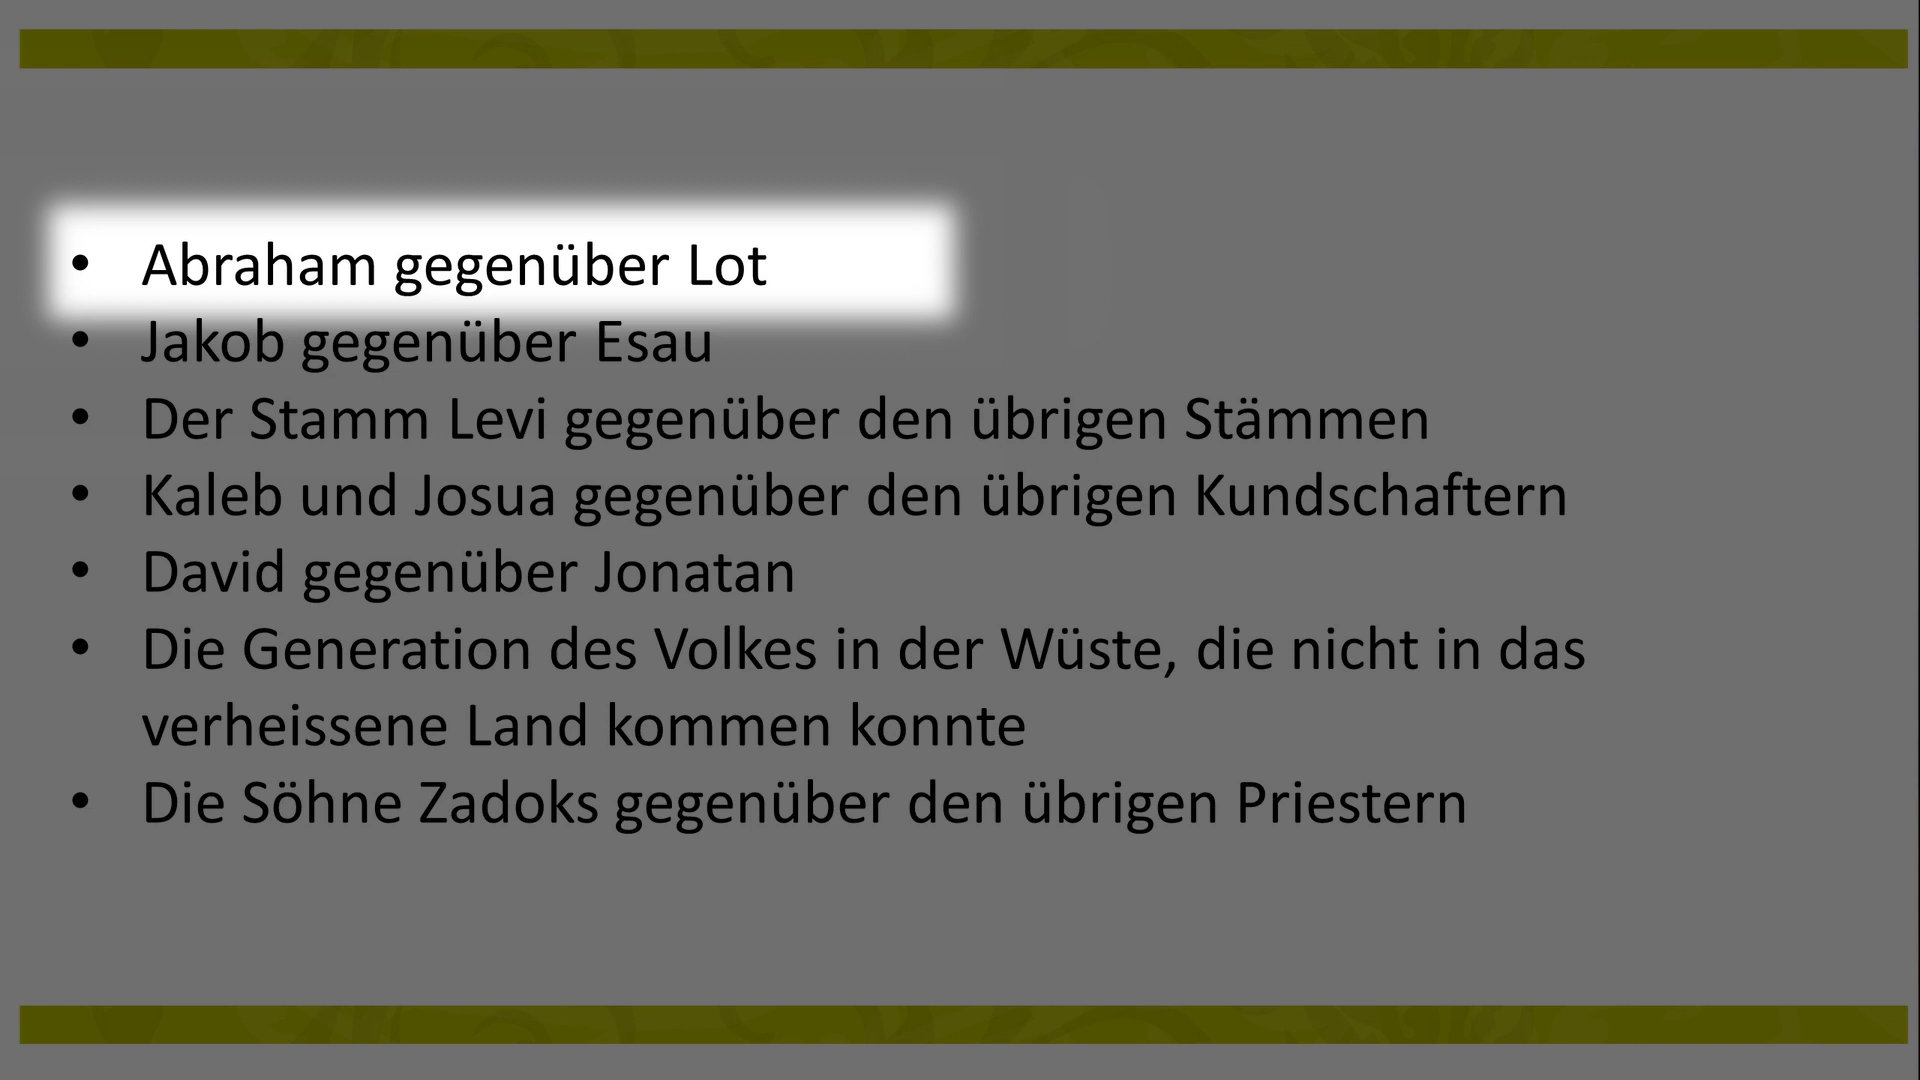 • Abraham gegenüber Lot
• Jakob gegenüber Esau
• Der Stamm Levi gegenüber den übrigen Stämmen
• Kaleb und Josua gegenüber den übrigen Kundschaftern
• David gegenüber Jonatan
• Die Generation des Volkes in der Wüste, die nicht in das
verheissene Land kommen konnte
• Die Söhne Zadoks gegenüber den übrigen Priestern